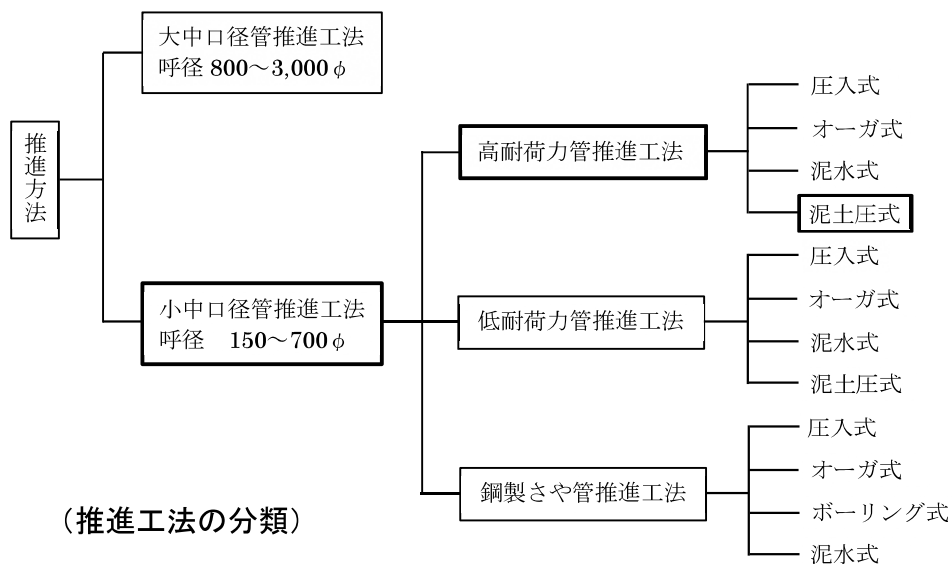 推進方法
大中口径管推進工法
呼径 800～3,000φ
小中口径管推進工法
呼径 150～700φ
高耐荷力管推進工法
圧入式
オーガ式
泥水式
泥土圧式
低耐荷力管推進工法
圧入式
オーガ式
泥水式
泥土圧式
鋼製さや管推進工法
圧入式
オーガ式
ボーリング式
泥水式
（推進工法の分類）